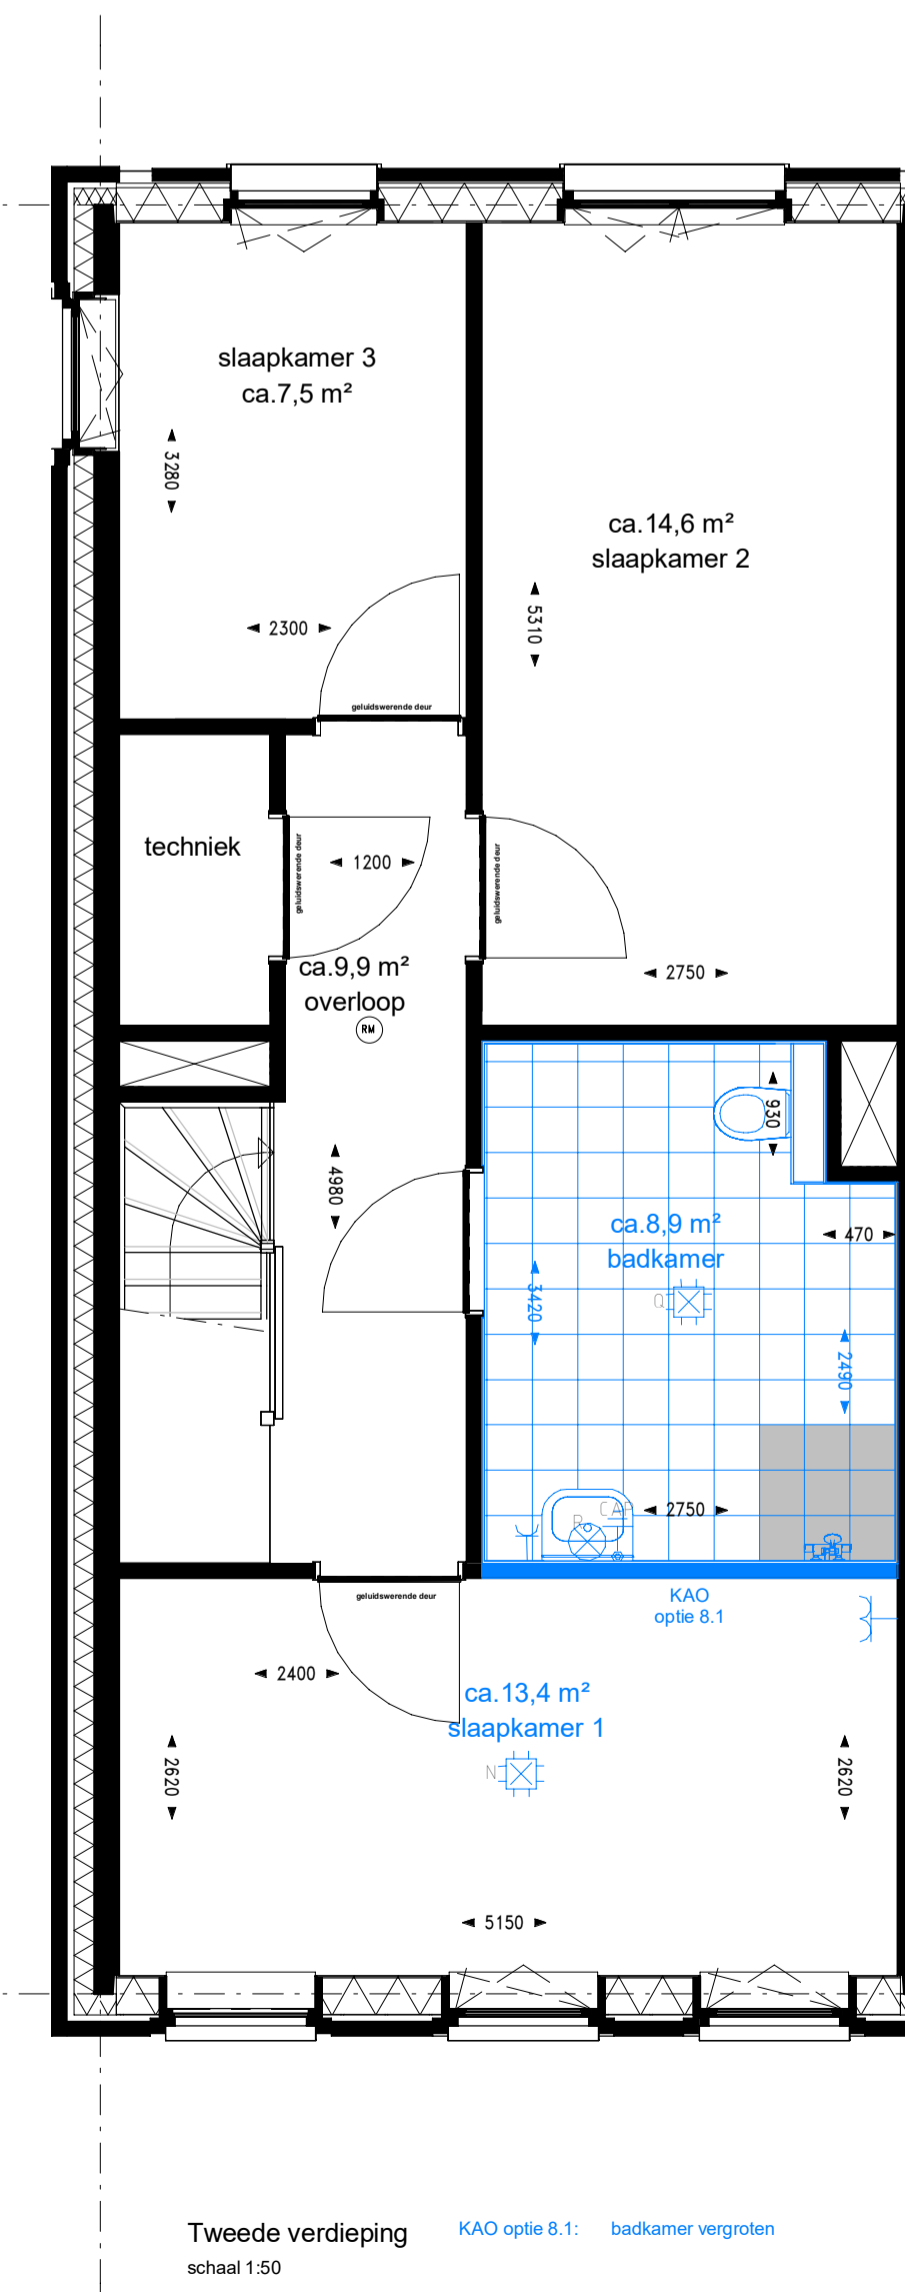 slaapkamer 3
ca.7,5 m²
3280
ca.14,6 m²
slaapkamer 2
5310
2300
geluidswerende deur
techniek
geluidswerende deur
1200
geluidswerende deur
ca.9,9 m²
overloop
RM
2750
930
4980
ca.8,9 m²
badkamer
470
Q
3420
2490
R
CAP
2750
geluidswerende deur
KAO
optie 8.1
2400
ca.13,4 m²
slaapkamer 1
N
2620
2620
5150
Tweede verdieping
KAO optie 8.1: badkamer vergroten
schaal 1:50